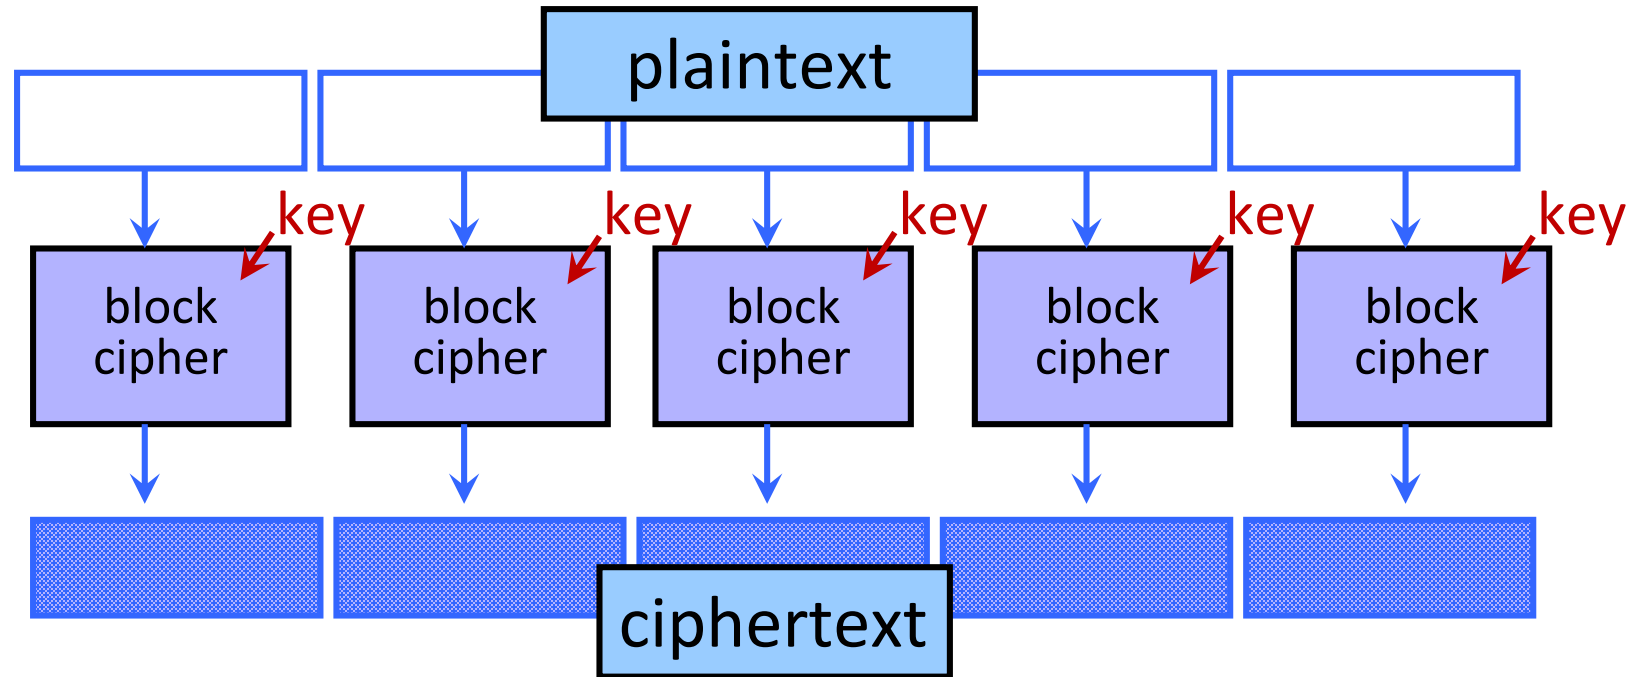 plaintext
key key key key key
block block block block block
cipher cipher cipher cipher cipher
ciphertext